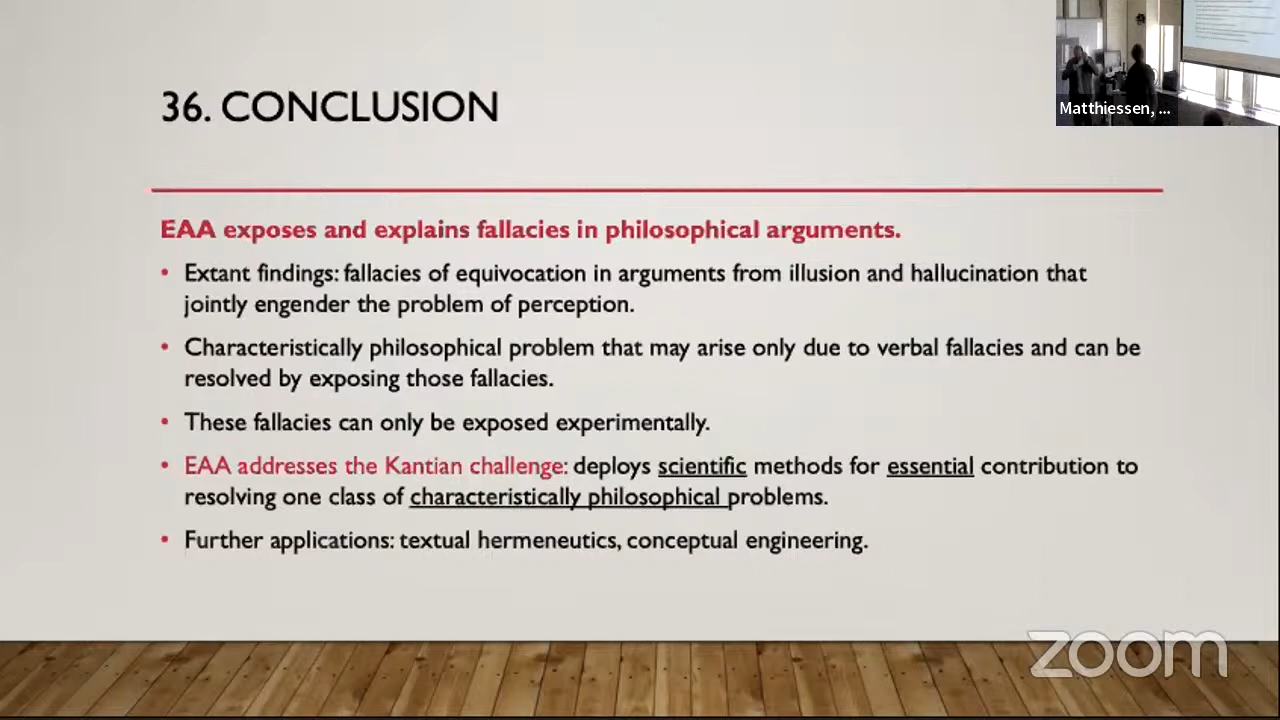 36. CONCLUSION
Matthiessen, ...
EAA exposes and explains fallacies in philosophical arguments.
• Extant findings: fallacies of equivocation in arguments from illusion and hallucination that
jointly engender the problem of perception.
• Characteristically philosophical problem that may arise only due to verbal fallacies and can be
resolved by exposing those fallacies.
• These fallacies can only be exposed experimentally.
• EAA addresses the Kantian challenge: deploys scientific methods for essential contribution to
resolving one class of characteristically philosophical problems.
• Further applications: textual hermeneutics, conceptual engineering.
zoom